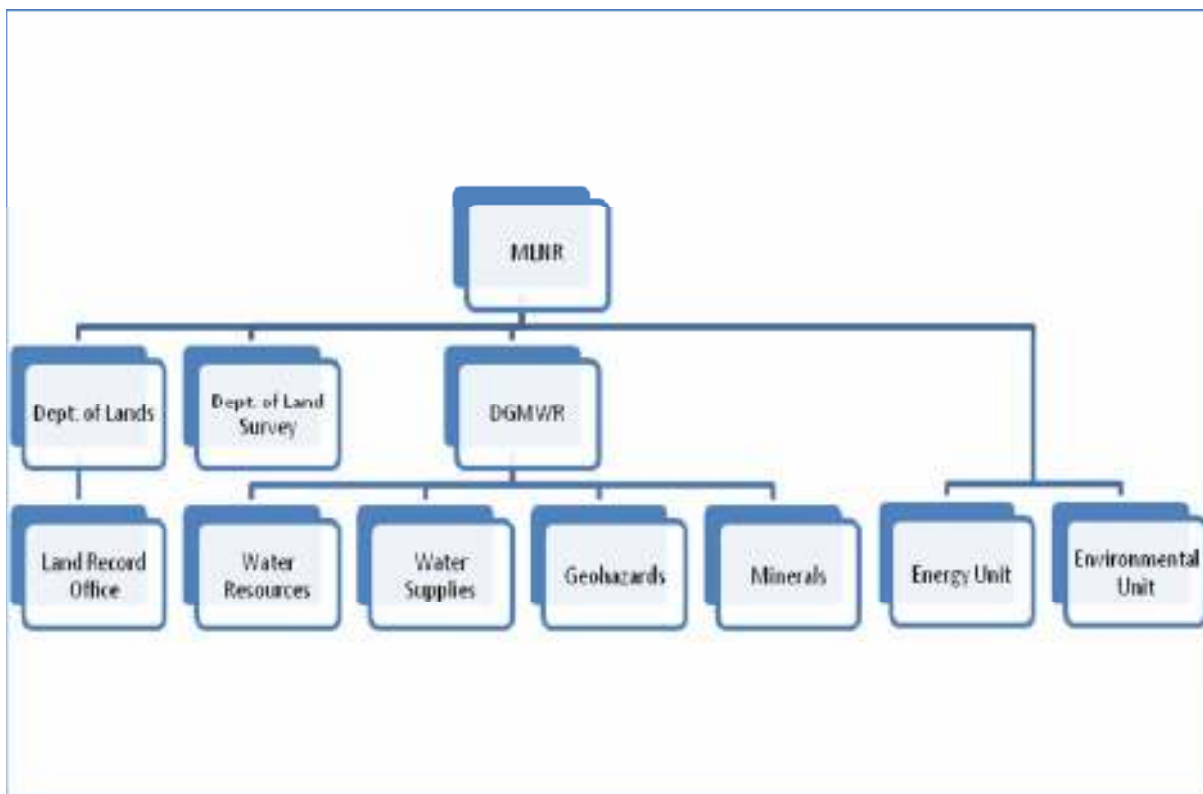 MLNR
Dept. of Lands
Dept. of Land
Survey
DGMWR
Land Record
Office
Water
Resources
Water
Supplies
Geohazards
Minerals
Energy Unit
Environmental
Unit